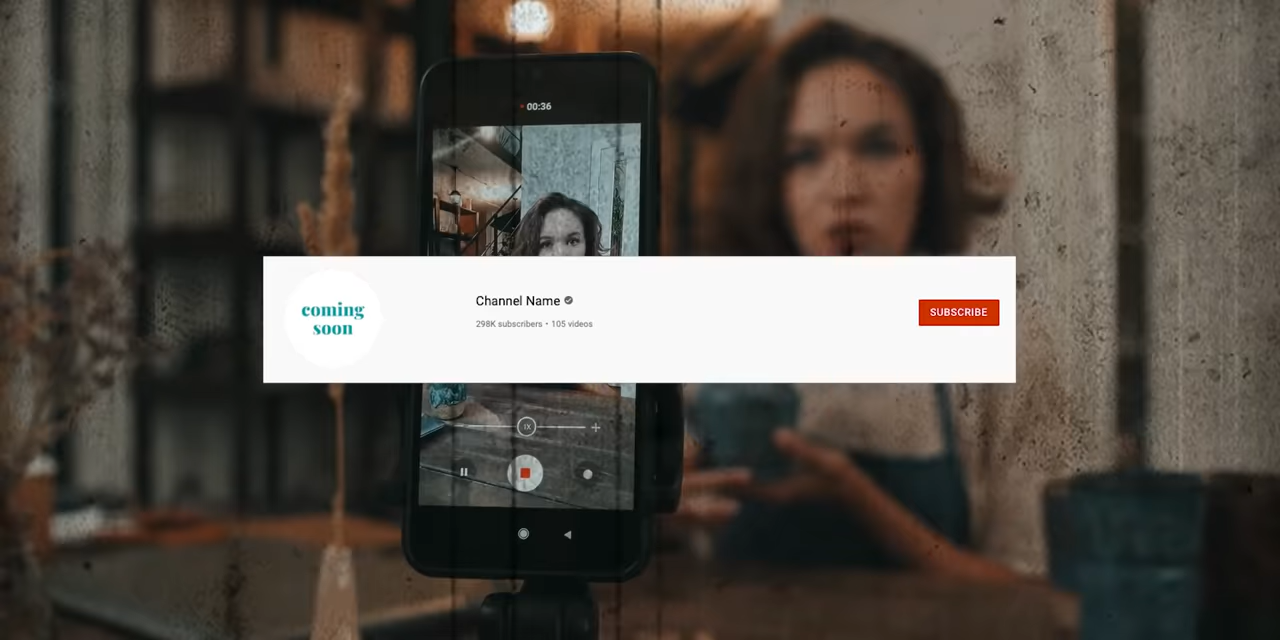 00:36
coming
soon
Channel Name
298K subscribers • 105 videos
SUBSCRIBE
1X